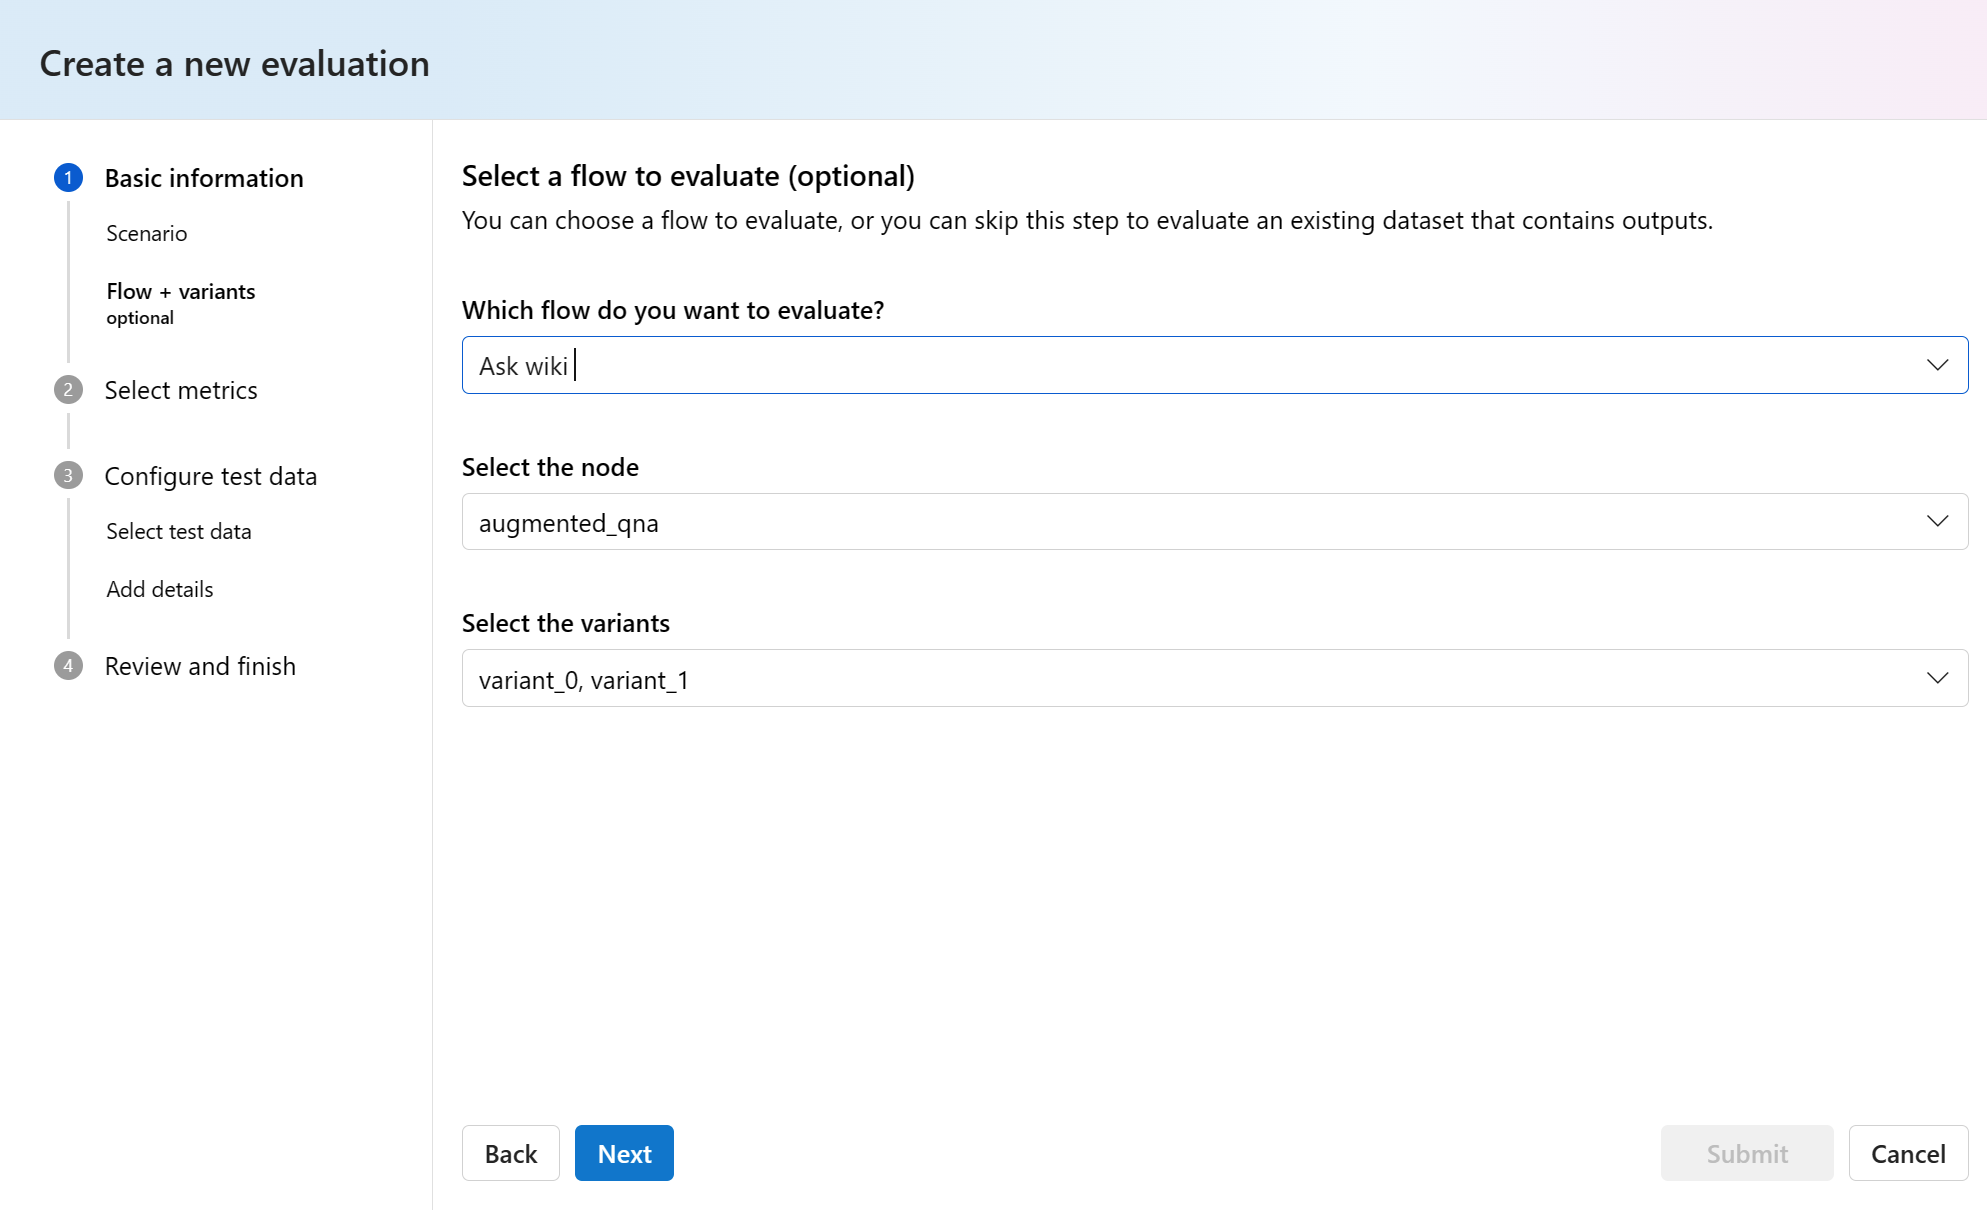 Create a new evaluation
1 Basic information
Scenario
Flow + variants
optional
2 Select metrics
3 Configure test data
Select test data
Add details
4 Review and finish
Select a flow to evaluate (optional)
You can choose a flow to evaluate, or you can skip this step to evaluate an existing dataset that contains outputs.
Which flow do you want to evaluate?
Ask wiki
Select the node
augmented_qna
Select the variants
variant_0, variant_1
Back Next Submit Cancel